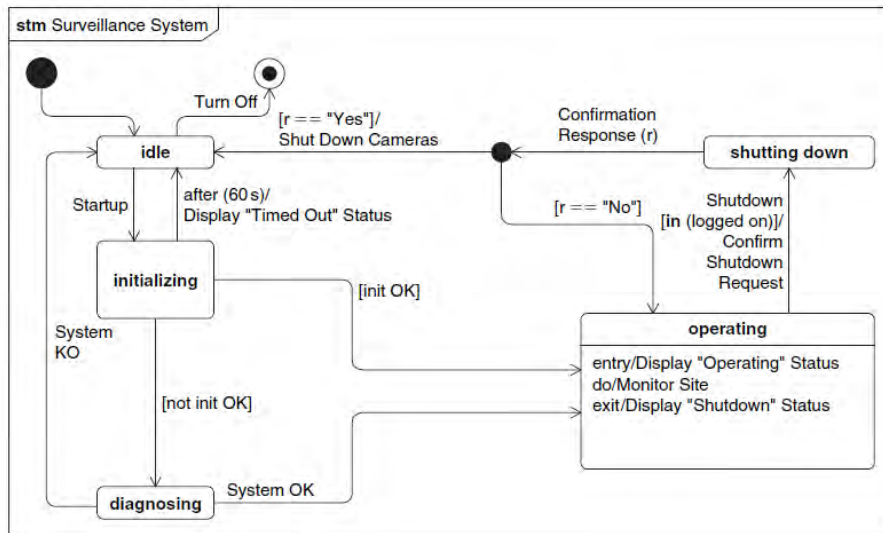 stm Surveillance System
Turn Off
[r == "Yes"]/
Shut Down Cameras
Confirmation
Response (r)
idle
shutting down
Startup
after (60 s)/
Display "Timed Out" Status
[r == "No"]
Shutdown
[in (logged on)]/
Confirm
Shutdown
Request
initializing
[init OK]
System
KO
operating
entry/Display "Operating" Status
do/Monitor Site
exit/Display "Shutdown" Status
[not init OK]
diagnosing
System OK